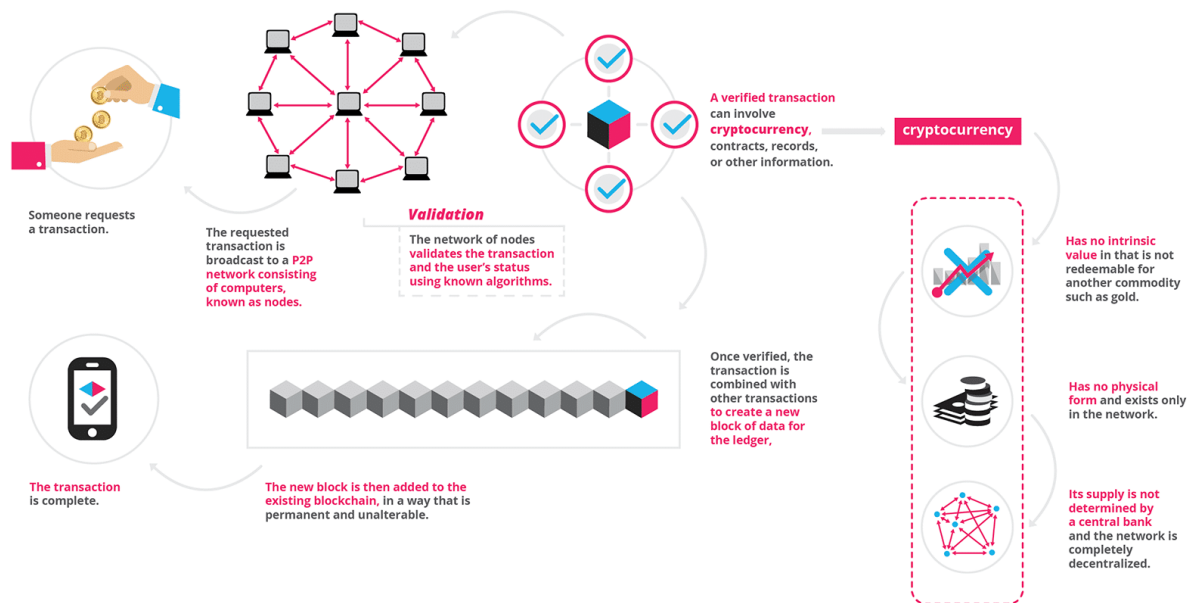 Someone requests
a transaction.
The requested
transaction is
broadcast to a P2P
network consisting
of computers,
known as nodes.
Validation
The network of nodes
validates the transaction
and the user's status
using known algorithms.
A verified transaction
can involve
cryptocurrency,
contracts, records,
or other information.
cryptocurrency
Has no intrinsic
value in that is not
redeemable for
another commodity
such as gold.
Has no physical
form and exists only
in the network.
Its supply is not
determined by
a central bank
and the network is
completely
decentralized.
Once verified, the
transaction is
combined with
other transactions
to create a new
block of data for
the ledger,
The new block is then added to the
existing blockchain, in a way that is
permanent and unalterable.
The transaction
is complete.